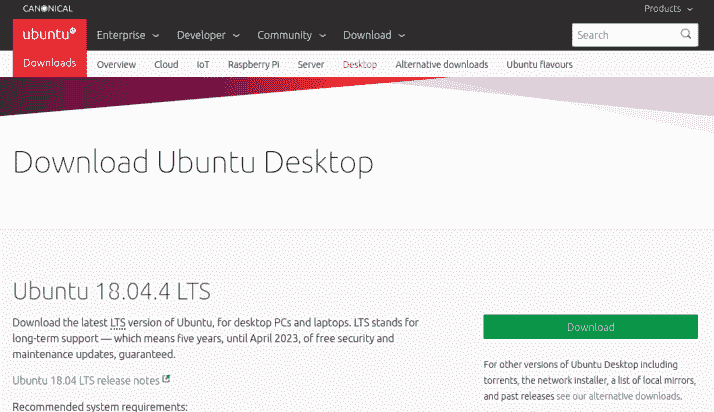 CANONICAL
Products
ubuntu
Enterprise Developer Community Download
Search
Downloads
Overview Cloud IoT Raspberry Pi Server Desktop Alternative downloads Ubuntu flavours
Download Ubuntu Desktop
Ubuntu 18.04.4 LTS
Download the latest LTS version of Ubuntu, for desktop PCs and laptops. LTS stands for
long-term support — which means five years, until April 2023, of free security and
maintenance updates, guaranteed.
Ubuntu 18.04 LTS release notes
Recommended system requirements:
Download
For other versions of Ubuntu Desktop including
torrents, the network installer, a list of local mirrors,
and past releases see our alternative downloads.